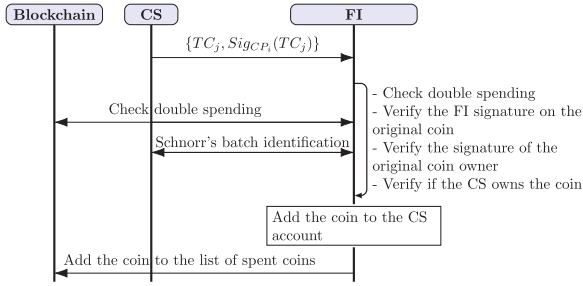 Blockchain CS FI
{TC_j, Sig_{CP_i}(TC_j)}
- Check double spending
- Verify the FI signature on the
original coin
- Verify the signature of the
original coin owner
- Verify if the CS owns the coin
Check double spending
Schnorr's batch identification
Add the coin to the CS
account
Add the coin to the list of spent coins